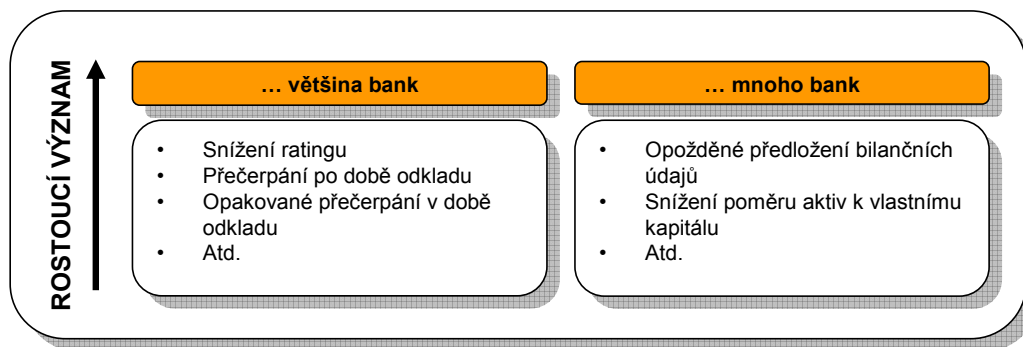 ROSTOUCÍ VÝZNAM
… většina bank
• Snížení ratingu
• Přečerpání po době odkladu
• Opakované přečerpání v době
odkladu
• Atd.
… mnoho bank
• Opožděné předložení bilančních
údajů
• Snížení poměru aktiv k vlastnímu
kapitálu
• Atd.